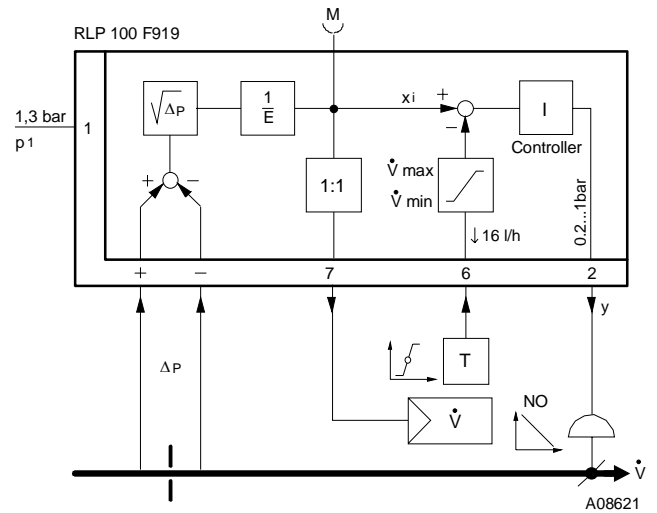 M
RLP 100 F919
1,3 bar
p1
1
√ΔP
1
E
xi
+
−
I
Controller
+
−
1:1
V̇ max
V̇ min
↓16 l/h
0.2...1bar
+
−
7
6
2
y
ΔP
T
V̇
NO
V̇
A08621